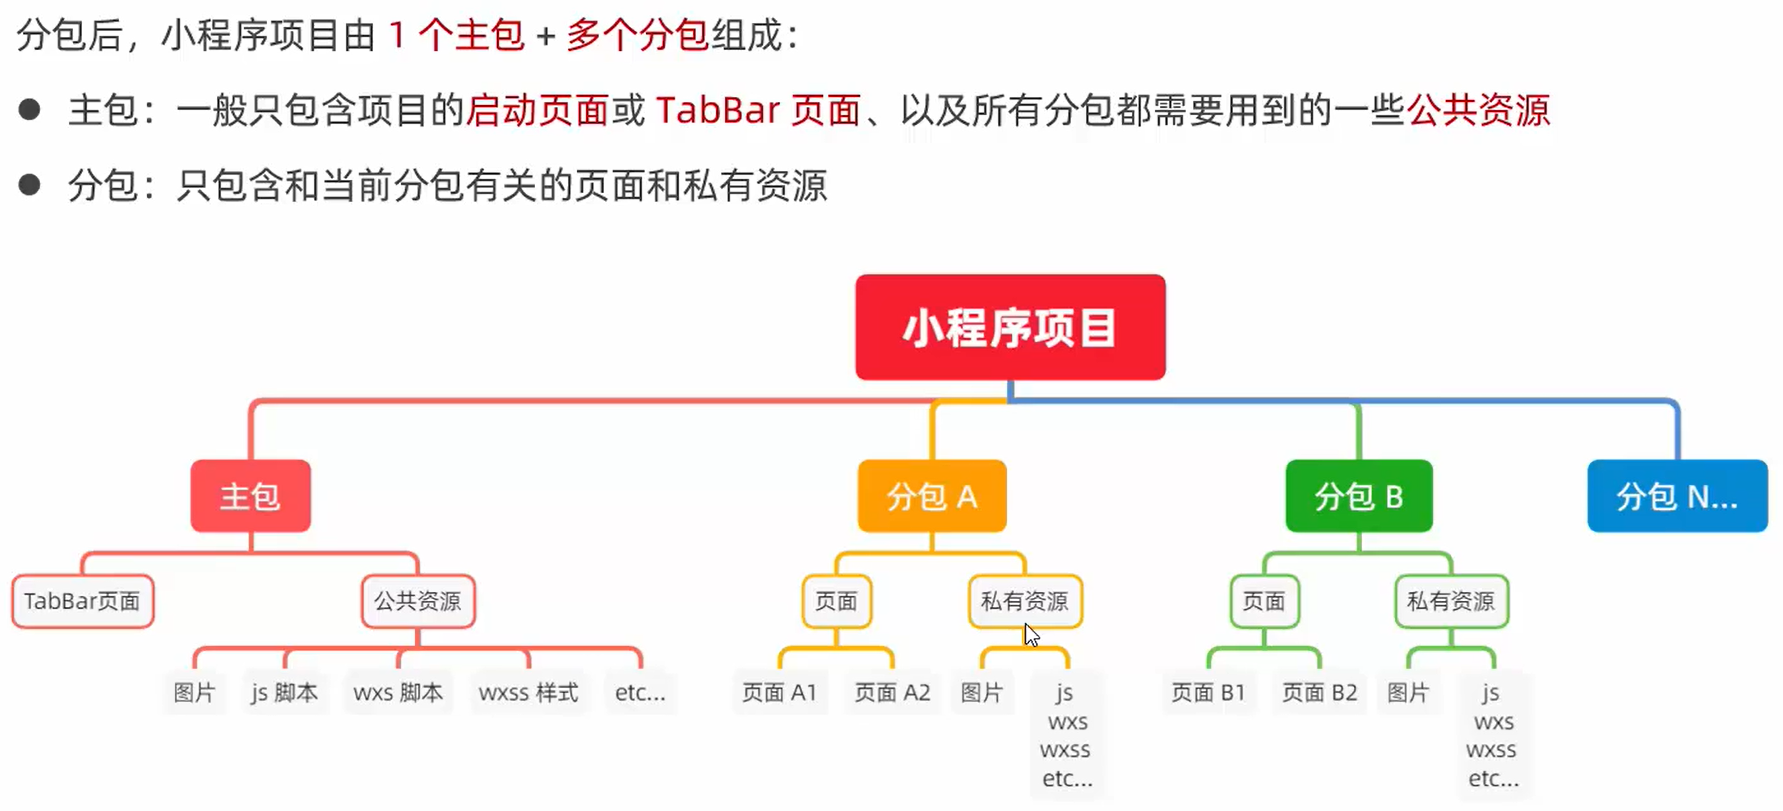 分包后，小程序项目由 1 个主包 + 多个分包组成：
● 主包：一般只包含项目的启动页面或 TabBar 页面、以及所有分包都需要用到的一些公共资源
● 分包：只包含和当前分包有关的页面和私有资源
小程序项目
主包
分包 A
分包 B
分包 N...
TabBar页面
公共资源
页面
私有资源
页面
私有资源
图片
js 脚本
wxs 脚本
wxss 样式
etc...
页面 A1
页面 A2
图片
js
wxs
wxss
etc...
页面 B1
页面 B2
图片
js
wxs
wxss
etc...